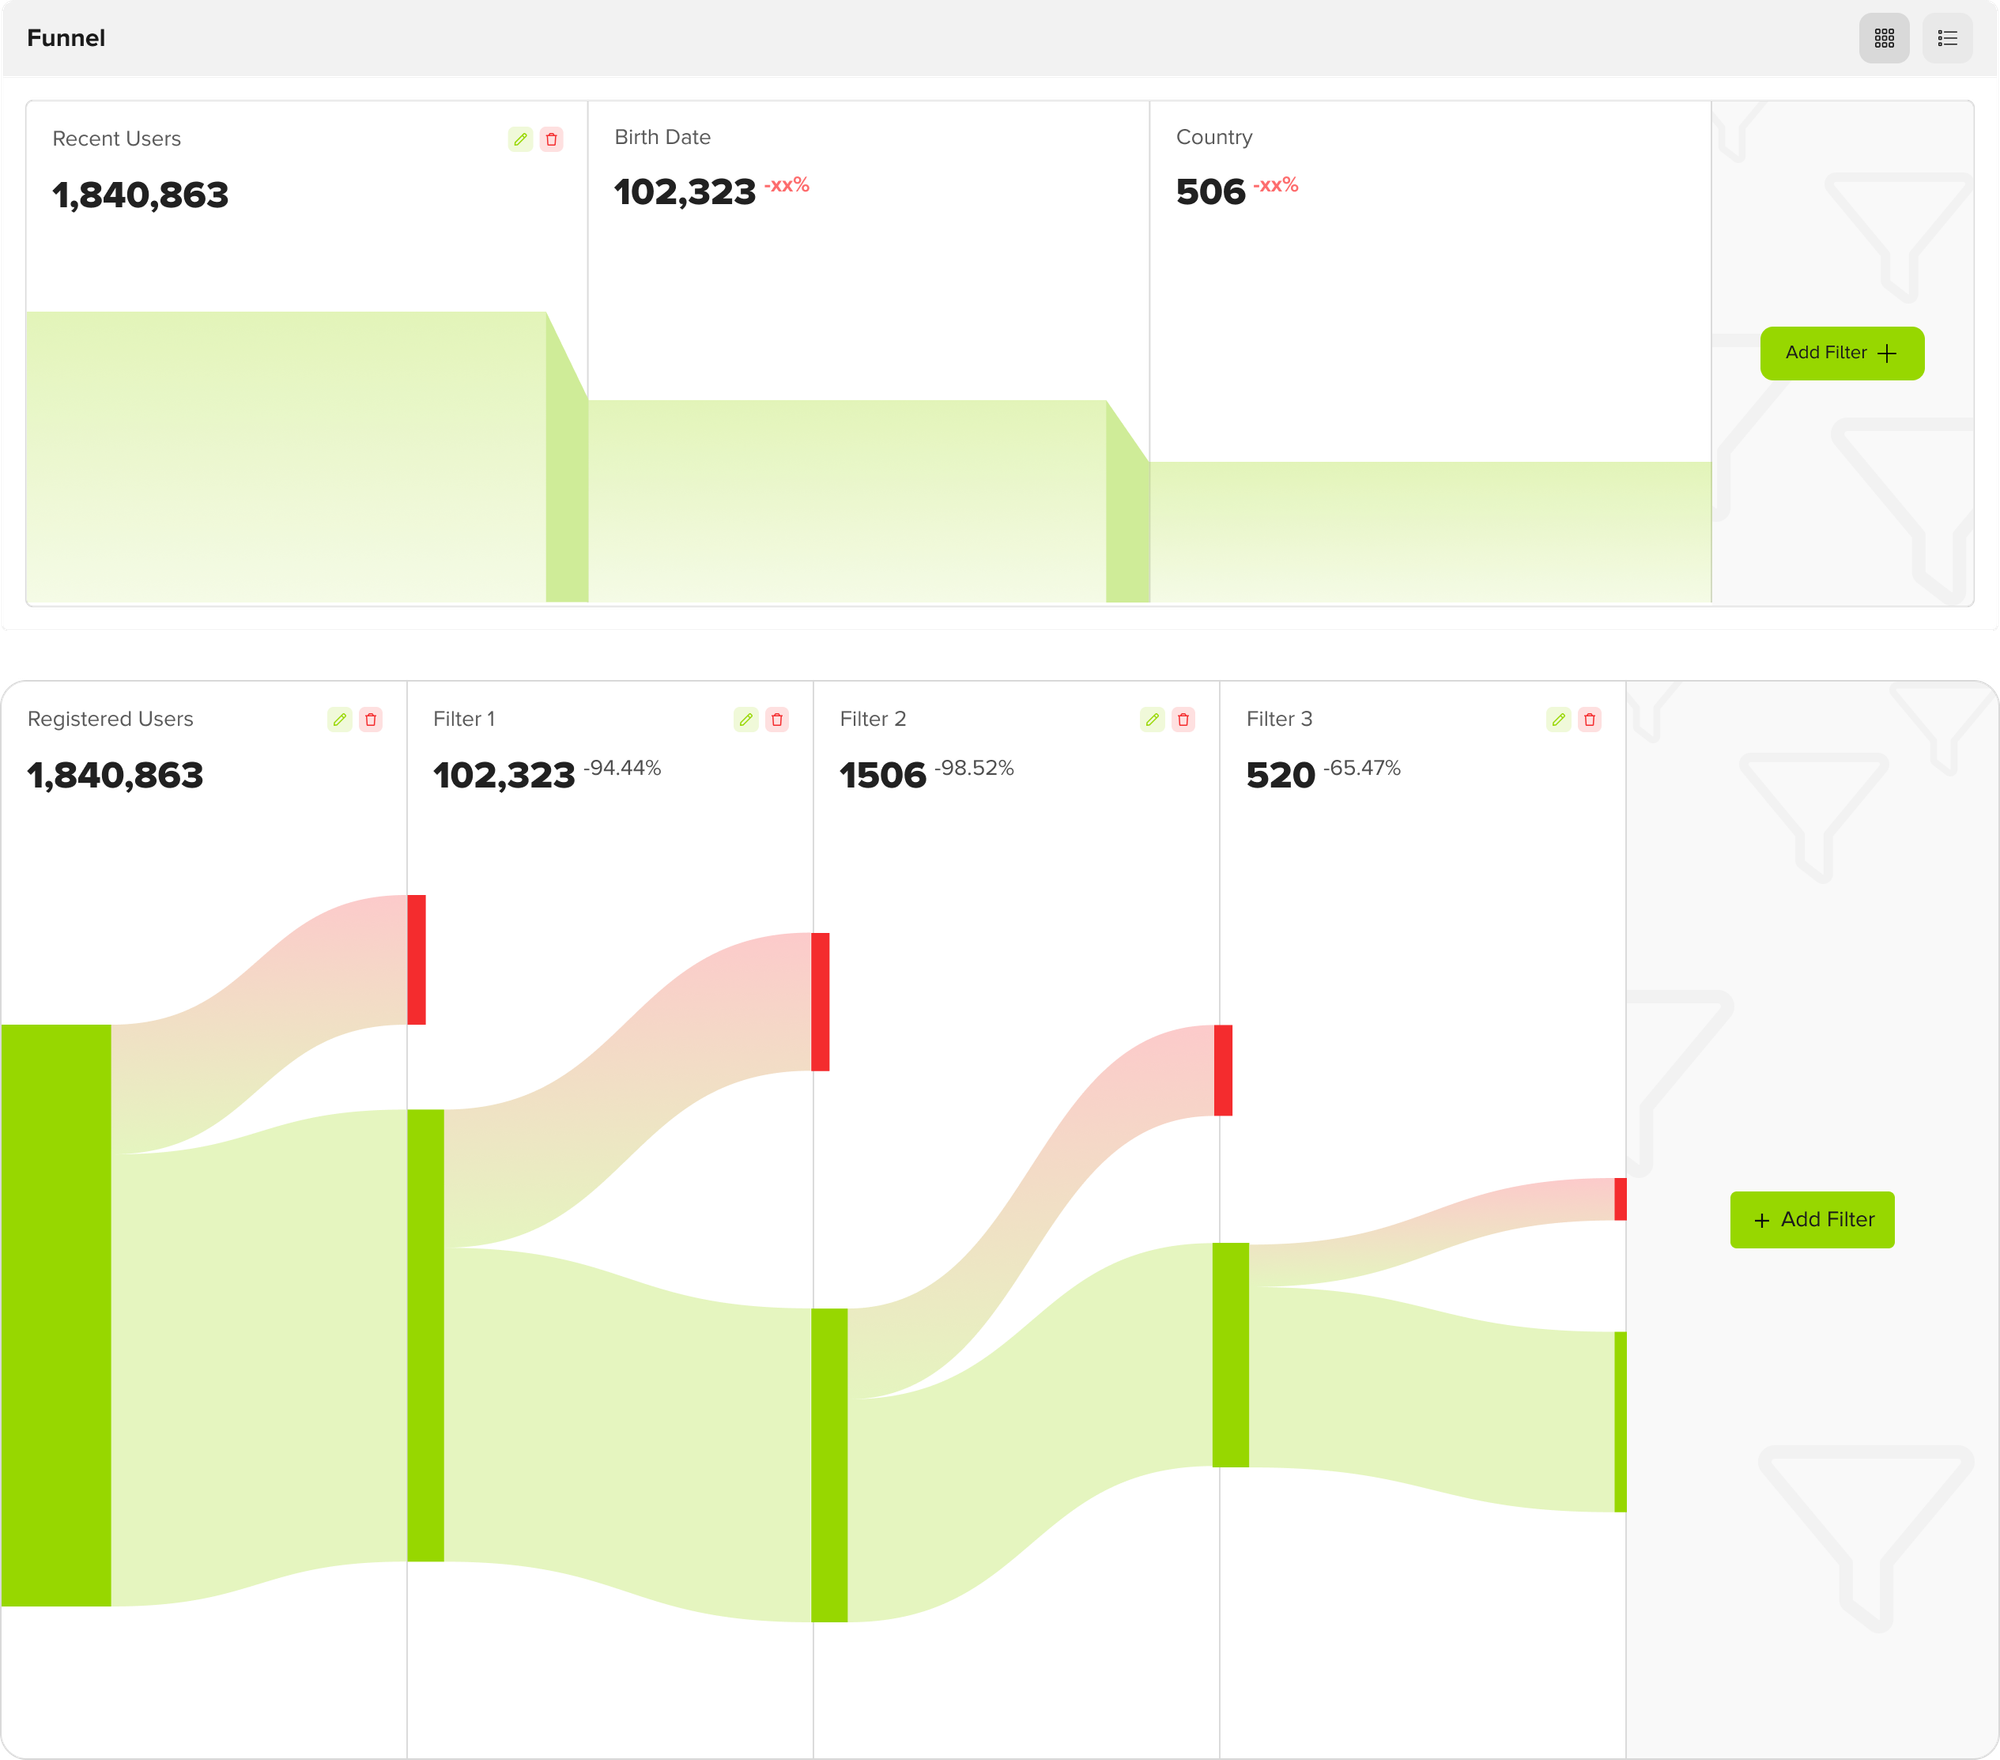 Funnel
Recent Users
1,840,863
Birth Date
102,323 -xx%
Country
506 -xx%
Add Filter +
Registered Users
1,840,863
Filter 1
102,323 -94.44%
Filter 2
1506 -98.52%
Filter 3
520 -65.47%
+ Add Filter